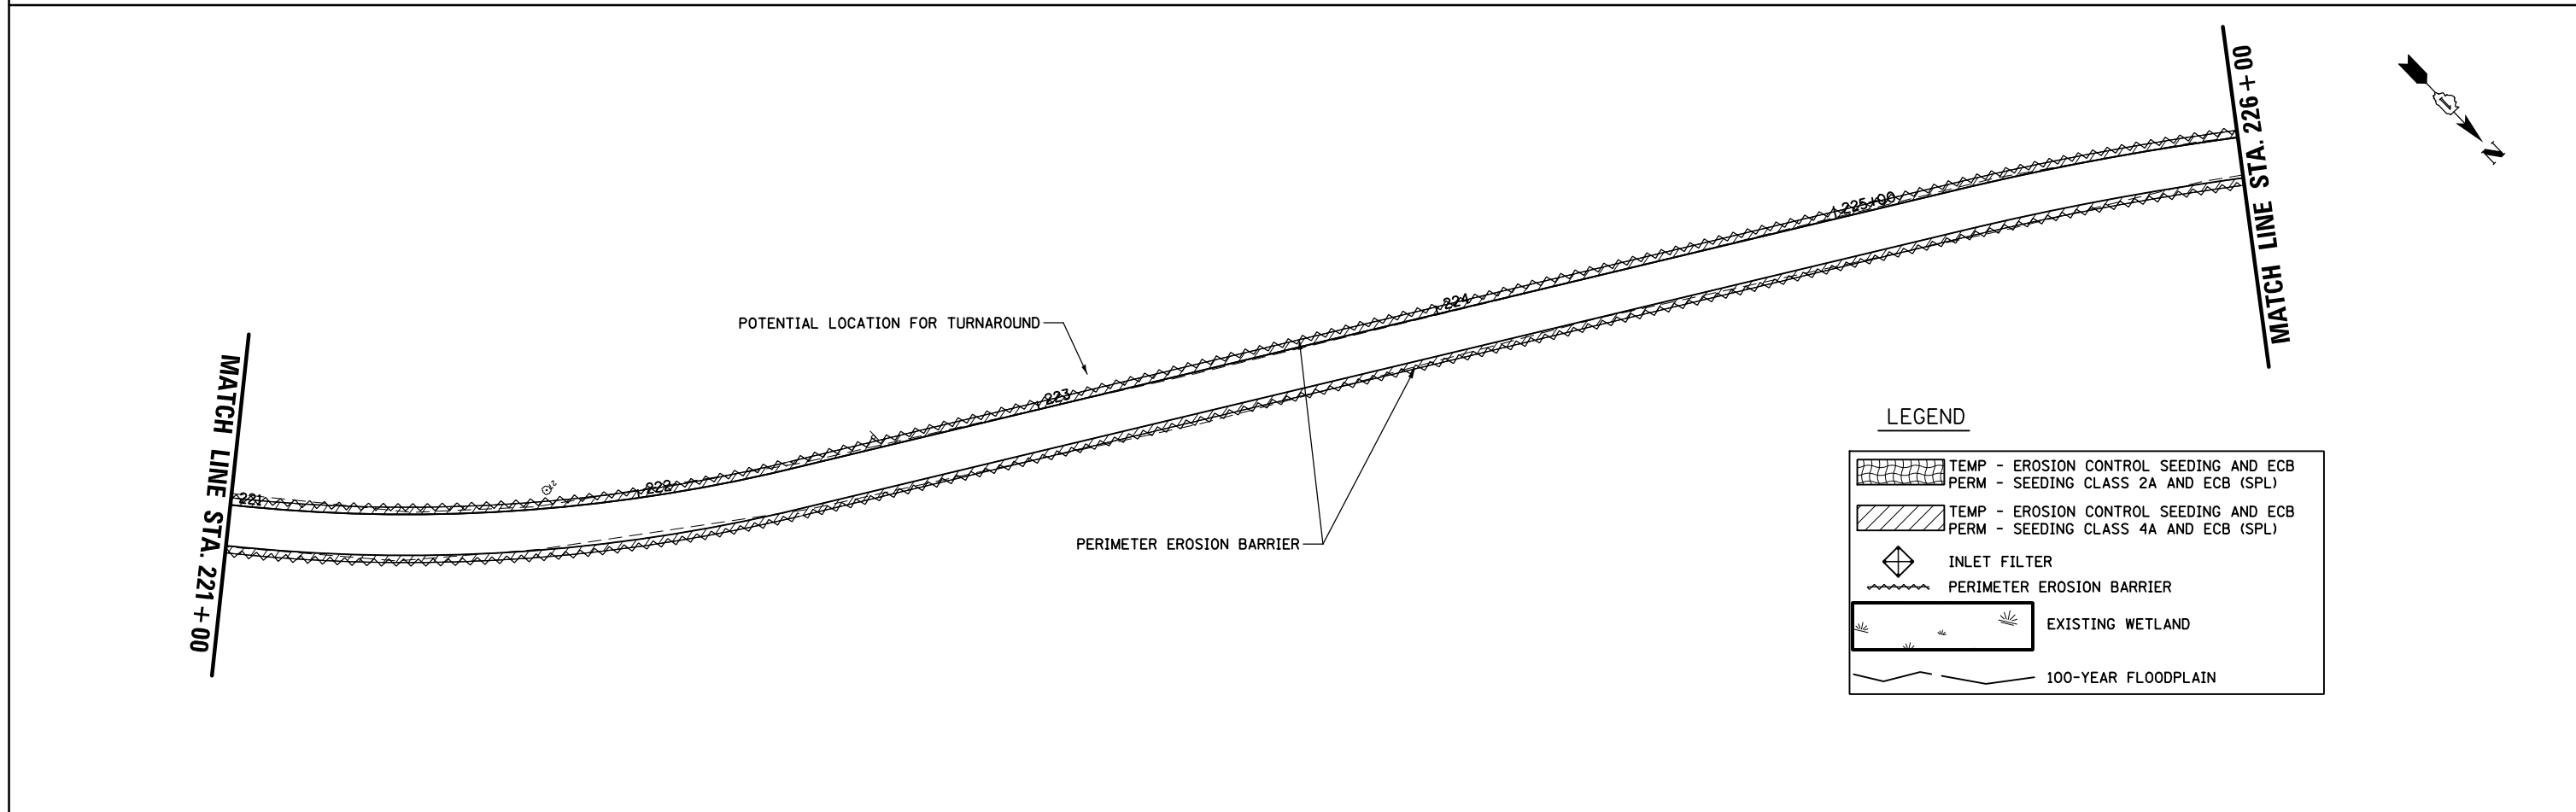 MATCH LINE STA. 226+00
N
225+00
224
POTENTIAL LOCATION FOR TURNAROUND
223
222
221
MATCH LINE STA. 221+00
PERIMETER EROSION BARRIER
LEGEND
TEMP - EROSION CONTROL SEEDING AND ECB
PERM - SEEDING CLASS 2A AND ECB (SPL)
TEMP - EROSION CONTROL SEEDING AND ECB
PERM - SEEDING CLASS 4A AND ECB (SPL)
INLET FILTER
PERIMETER EROSION BARRIER
EXISTING WETLAND
100-YEAR FLOODPLAIN